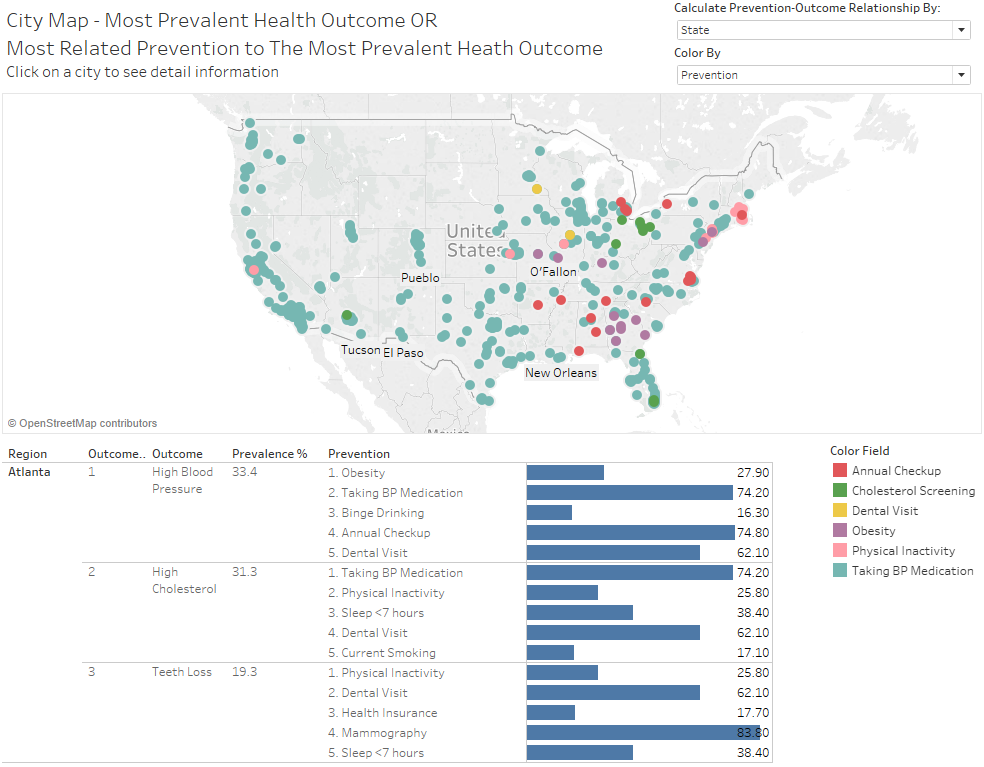 City Map - Most Prevalent Health Outcome OR
Most Related Prevention to The Most Prevalent Heath Outcome
Click on a city to see detail information
Calculate Prevention-Outcome Relationship By:
State
Color By
Prevention
United
States
Pueblo
O'Fallon
Tucson
El Paso
New Orleans
Mexico
© OpenStreetMap contributors
Region Outcome.. Outcome Prevalence % Prevention
Atlanta 1 High Blood Pressure 33.4 1. Obesity 27.90
2. Taking BP Medication 74.20
3. Binge Drinking 16.30
4. Annual Checkup 74.80
5. Dental Visit 62.10
2 High Cholesterol 31.3 1. Taking BP Medication 74.20
2. Physical Inactivity 25.80
3. Sleep <7 hours 38.40
4. Dental Visit 62.10
5. Current Smoking 17.10
3 Teeth Loss 19.3 1. Physical Inactivity 25.80
2. Dental Visit 62.10
3. Health Insurance 17.70
4. Mammography 83.80
5. Sleep <7 hours 38.40
Color Field
Annual Checkup
Cholesterol Screening
Dental Visit
Obesity
Physical Inactivity
Taking BP Medication